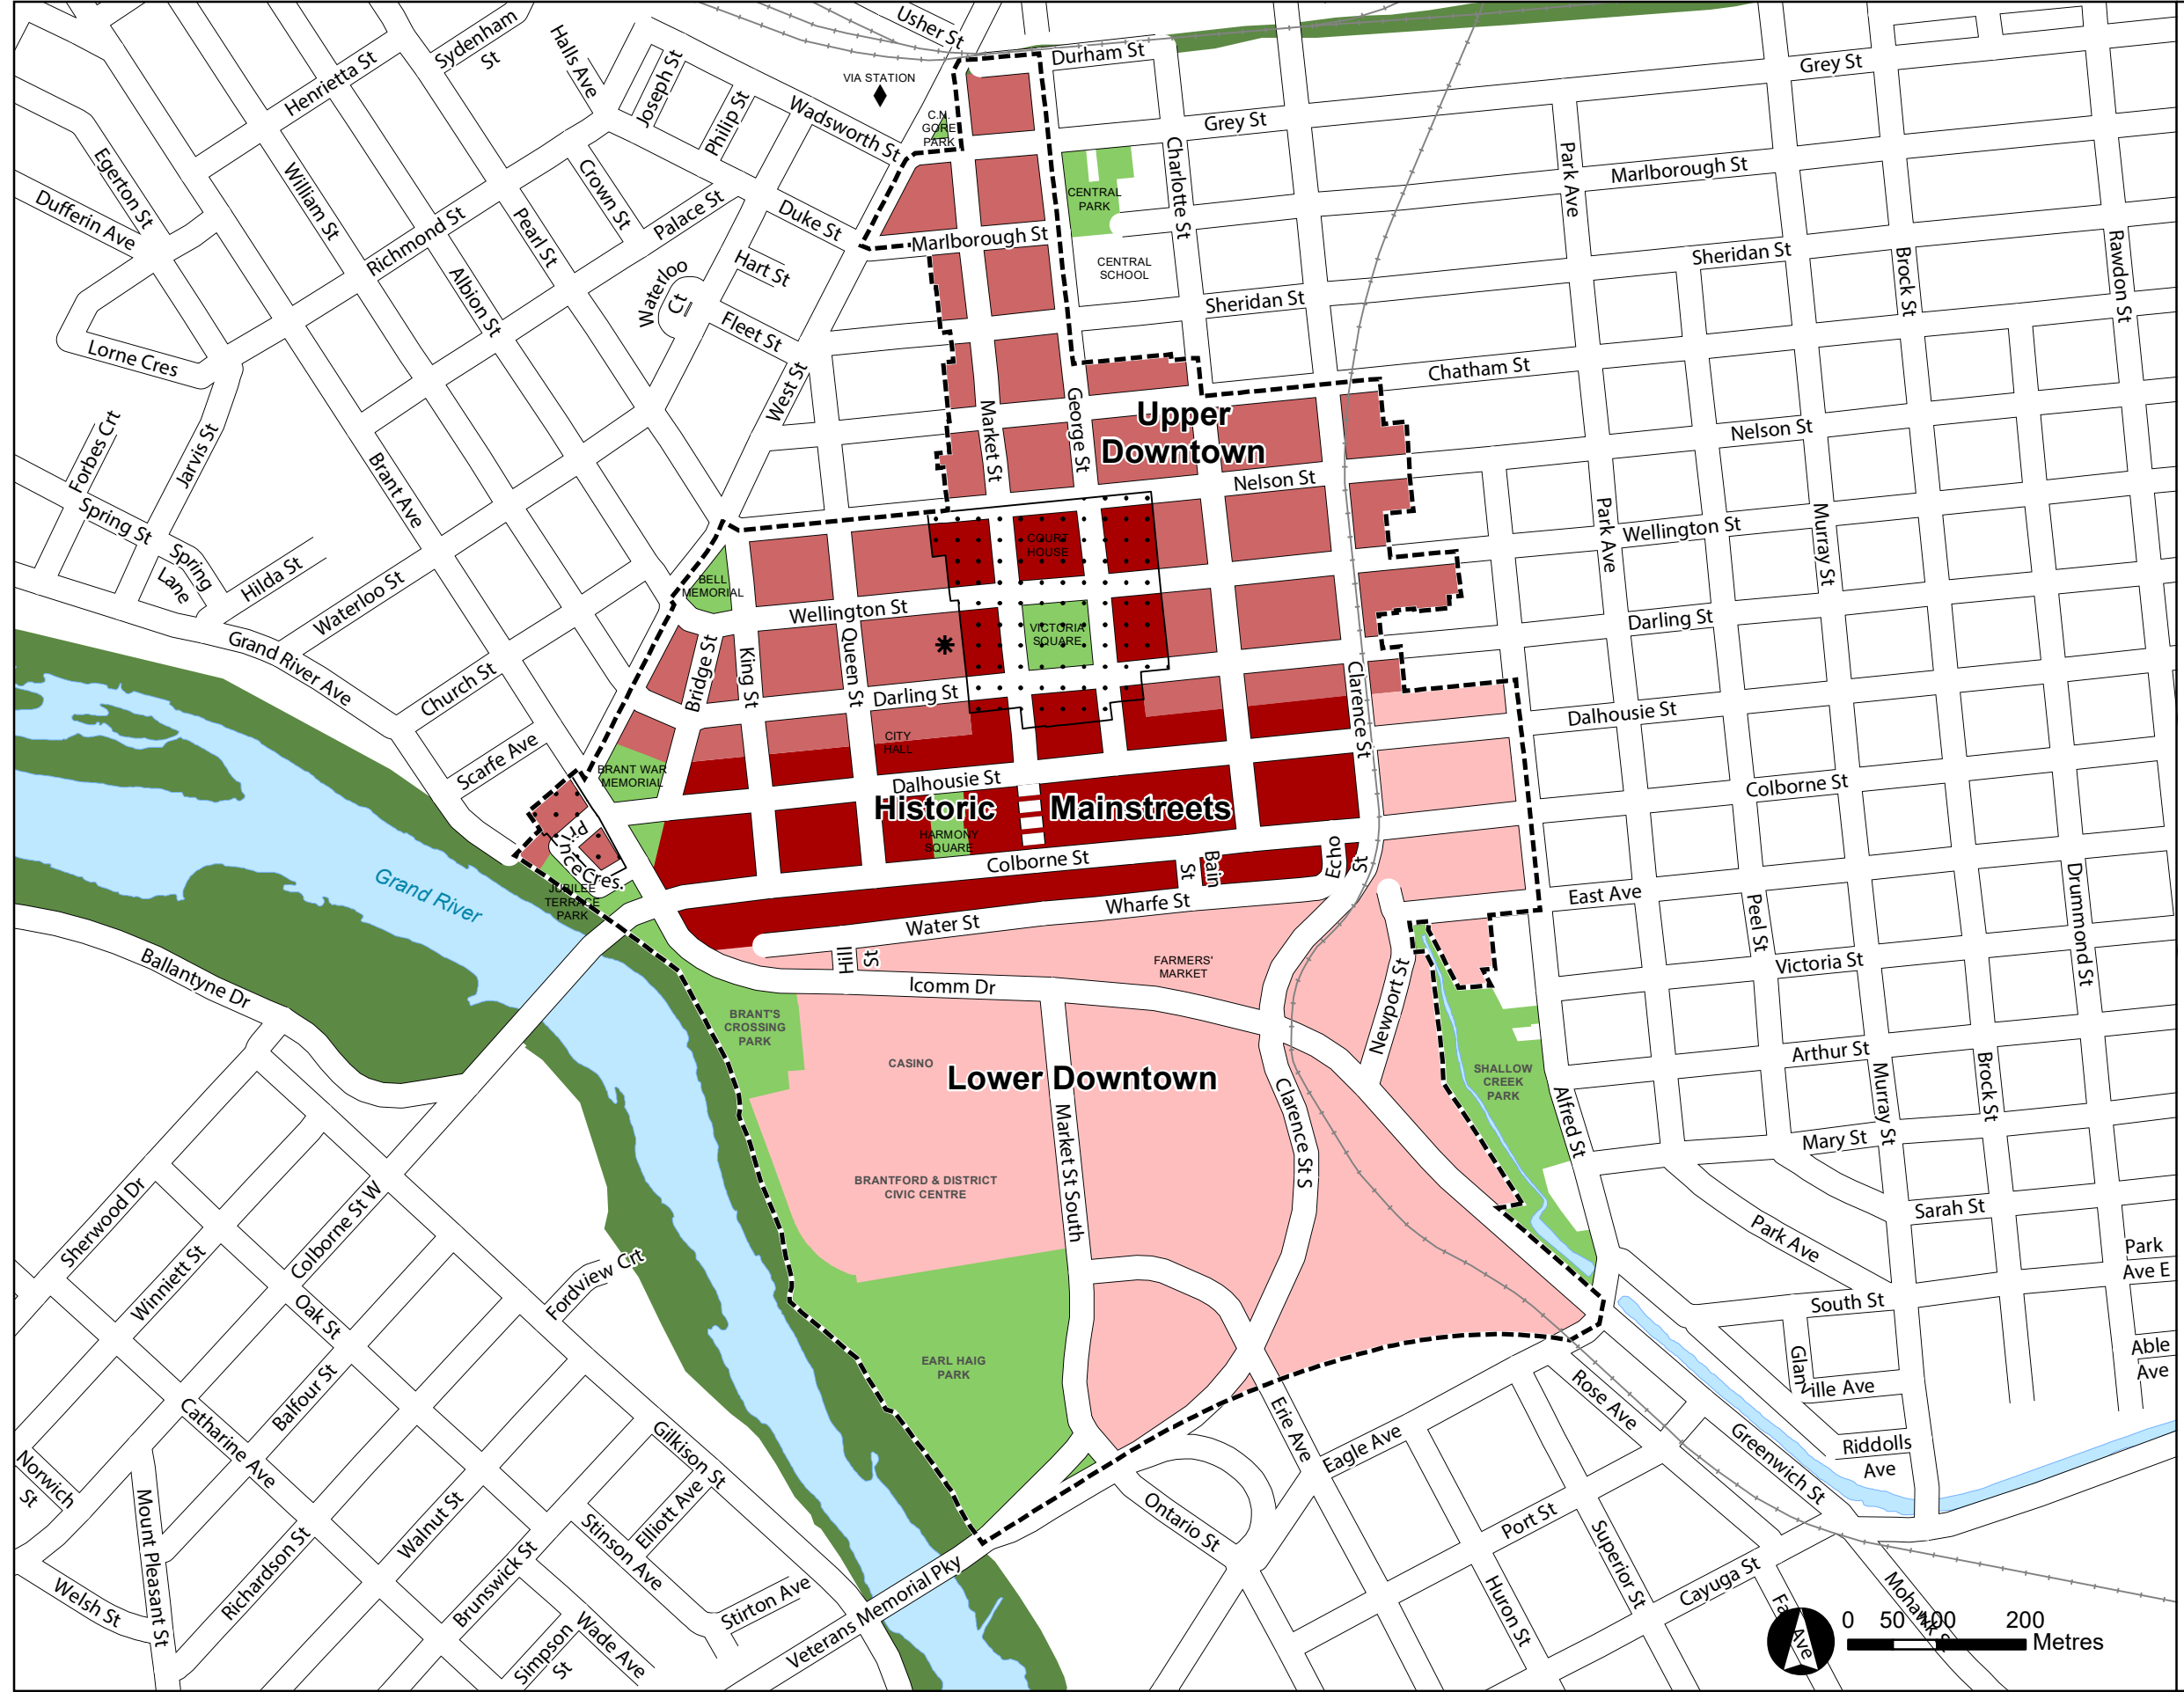 Usher St
Sydenham
St
Halls Ave
Henrietta St
Joseph St
Philip St
VIA STATION
Wadsworth St
C.N.
GORE
PARK
Durham St
Grey St
Grey St
Egerton St
Dufferin Ave
William St
Richmond St
Crown St
Pearl St
Palace St
Duke St
CENTRAL
PARK
Charlotte St
Park Ave
Marlborough St
Marlborough St
CENTRAL
SCHOOL
Albion St
Waterloo
Ct
Hart St
Fleet St
Sheridan St
Sheridan St
Brock St
Rawdon St
Lorne Cres
West St
Market St
George St
Chatham St
Upper
Downtown
Forbes Crt
Jarvis St
Brant Ave
Nelson St
Nelson St
Spring St
Spring
Lane
Hilda St
Waterloo St
COURT
HOUSE
Park Ave
Wellington St
Murray St
BELL
MEMORIAL
Wellington St
VICTORIA
SQUARE
Darling St
Grand River Ave
Church St
Bridge St
King St
Queen St
Darling St
Clarence St
Dalhousie St
CITY
HALL
Scarfe Ave
BRANT WAR
MEMORIAL
Dalhousie St
Colborne St
Historic Mainstreets
HARMONY
SQUARE
Colborne St
Bain
St
Echo
St
Prince Cres.
JUBILEE
TERRACE
PARK
Grand River
Wharfe St
Water St
East Ave
Peel St
Drummond St
Ballantyne Dr
Hill
St
FARMERS'
MARKET
Victoria St
Icomm Dr
Newport St
BRANT'S
CROSSING
PARK
CASINO
Lower Downtown
SHALLOW
CREEK
PARK
Arthur St
Murray St
Brock St
Alfred St
Mary St
Clarence St S
Market St South
BRANTFORD & DISTRICT
CIVIC CENTRE
Sherwood Dr
Colborne St W
Winniett St
Sarah St
Park Ave
Park
Ave E
Fordview Crt
Oak St
South St
Glanville Ave
Able
Ave
EARL HAIG
PARK
Balfour St
Catharine Ave
Rose Ave
Erie Ave
Eagle Ave
Greenwich St
Riddolls
Ave
Norwich
St
Gilkison St
Mount Pleasant St
Walnut St
Elliott Ave
Stinson Ave
Ontario St
Port St
Superior St
Richardson St
Brunswick St
Welsh St
Stirton Ave
Veterans Memorial Pky
Simpson
St
Wade Ave
Huron St
Cayuga St
Ave
0 50 100 200
Metres